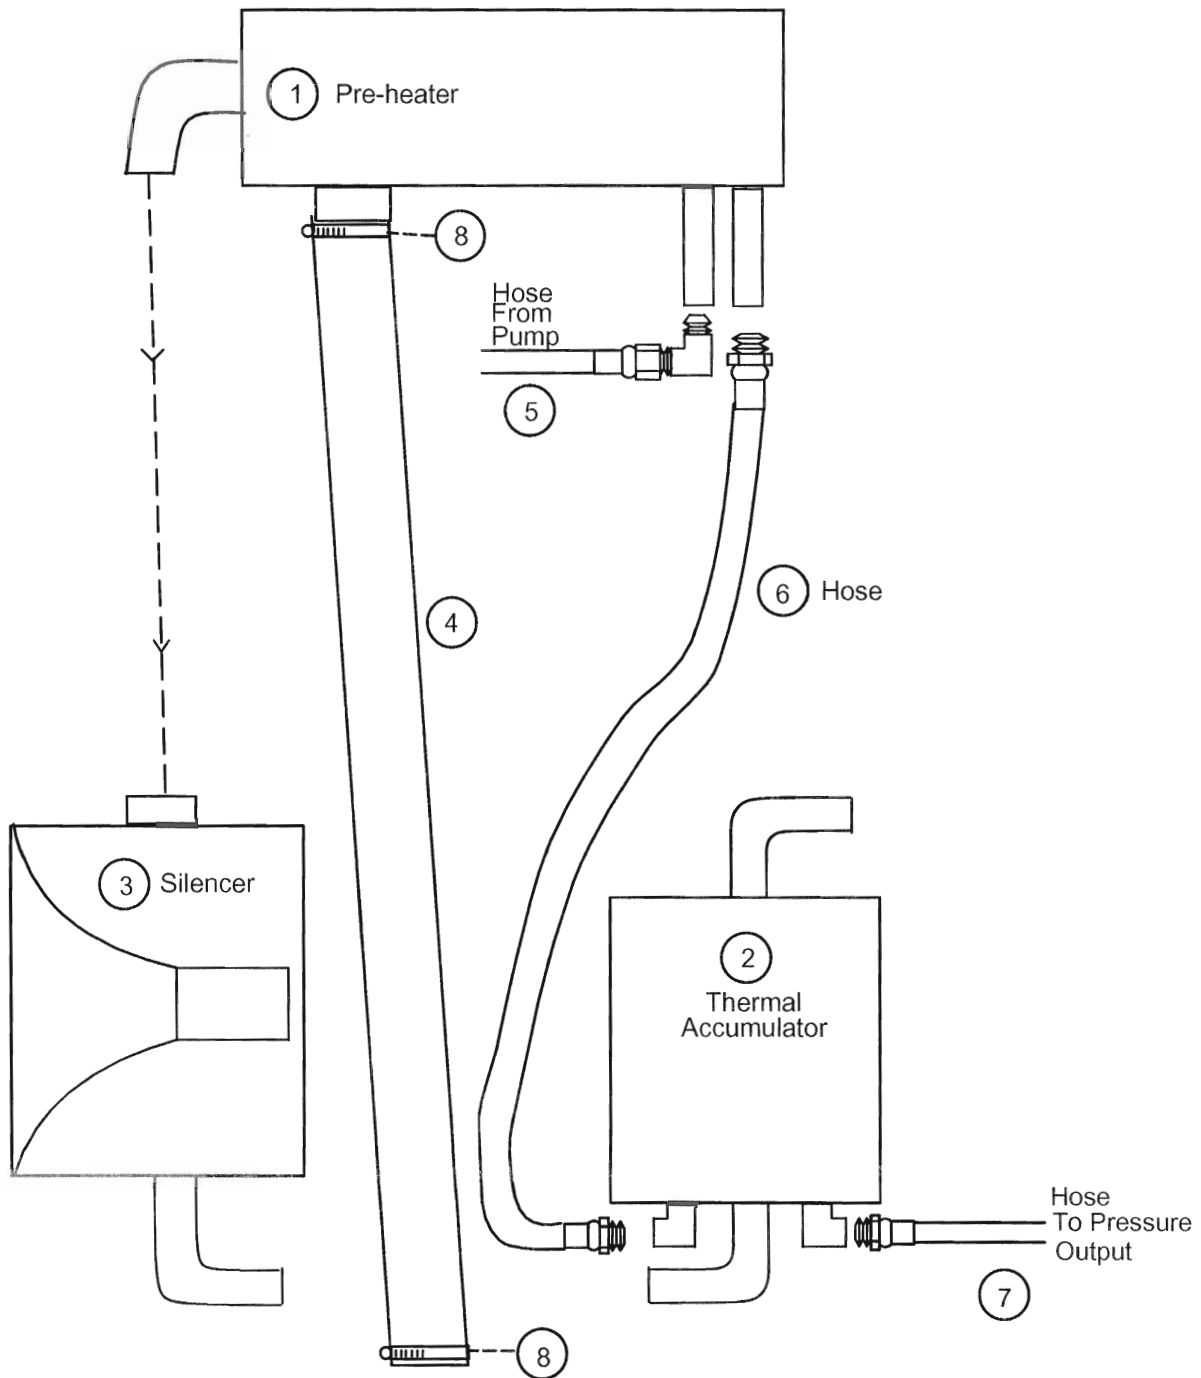 1 Pre-heater
8
Hose
From
Pump
5
6 Hose
4
3 Silencer
2
Thermal
Accumulator
Hose
To Pressure
Output
7
8